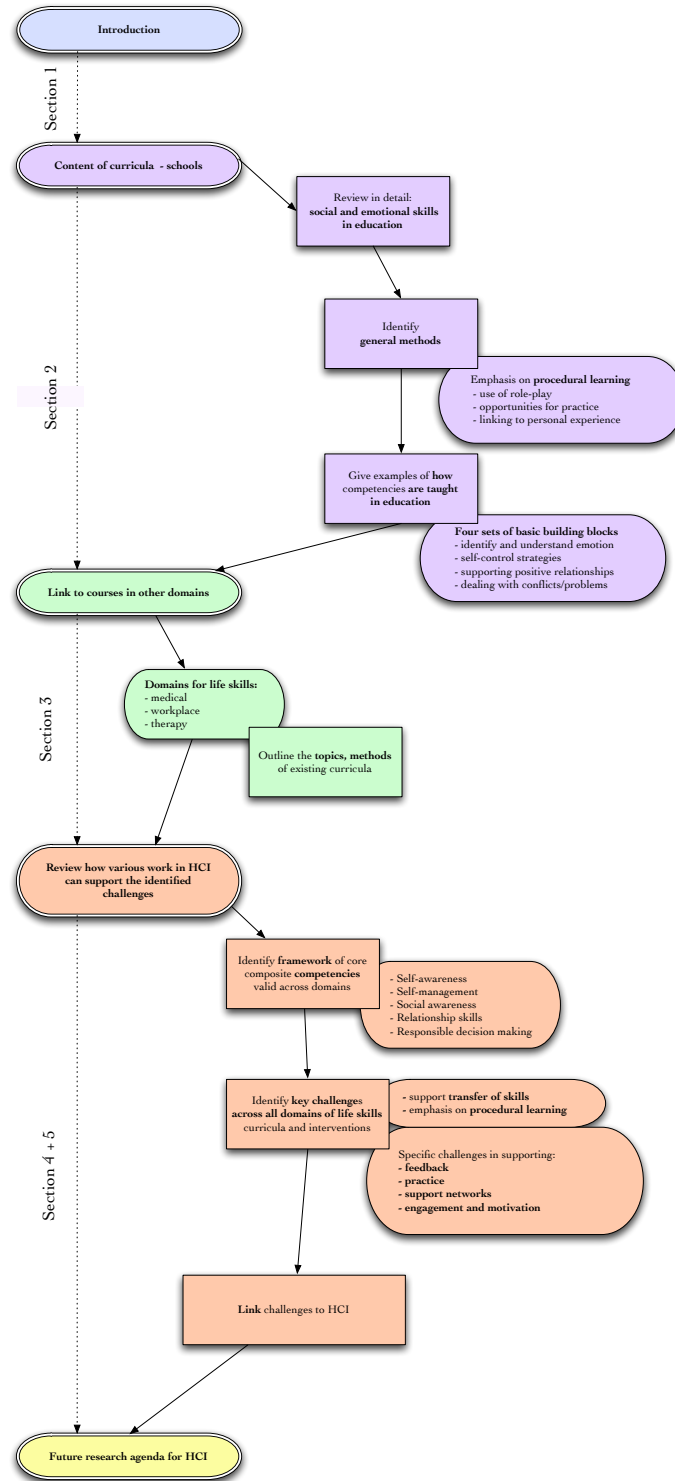 Introduction
Section 1
Content of curricula - schools
Review in detail:
social and emotional skills
in education
Identify
general methods
Emphasis on procedural learning
- use of role-play
- opportunities for practice
- linking to personal experience
Section 2
Give examples of how
competencies are taught
in education
Four sets of basic building blocks
- identify and understand emotion
- self-control strategies
- supporting positive relationships
- dealing with conflicts/problems
Link to courses in other domains
Section 3
Domains for life skills:
- medical
- workplace
- therapy
Outline the topics, methods
of existing curricula
Review how various work in HCI
can support the identified
challenges
Identify framework of core
composite competencies
valid across domains
- Self-awareness
- Self-management
- Social awareness
- Relationship skills
- Responsible decision making
Section 4 + 5
Identify key challenges
across all domains of life skills
curricula and interventions
- support transfer of skills
- emphasis on procedural learning
Specific challenges in supporting:
- feedback
- practice
- support networks
- engagement and motivation
Link challenges to HCI
Future research agenda for HCI